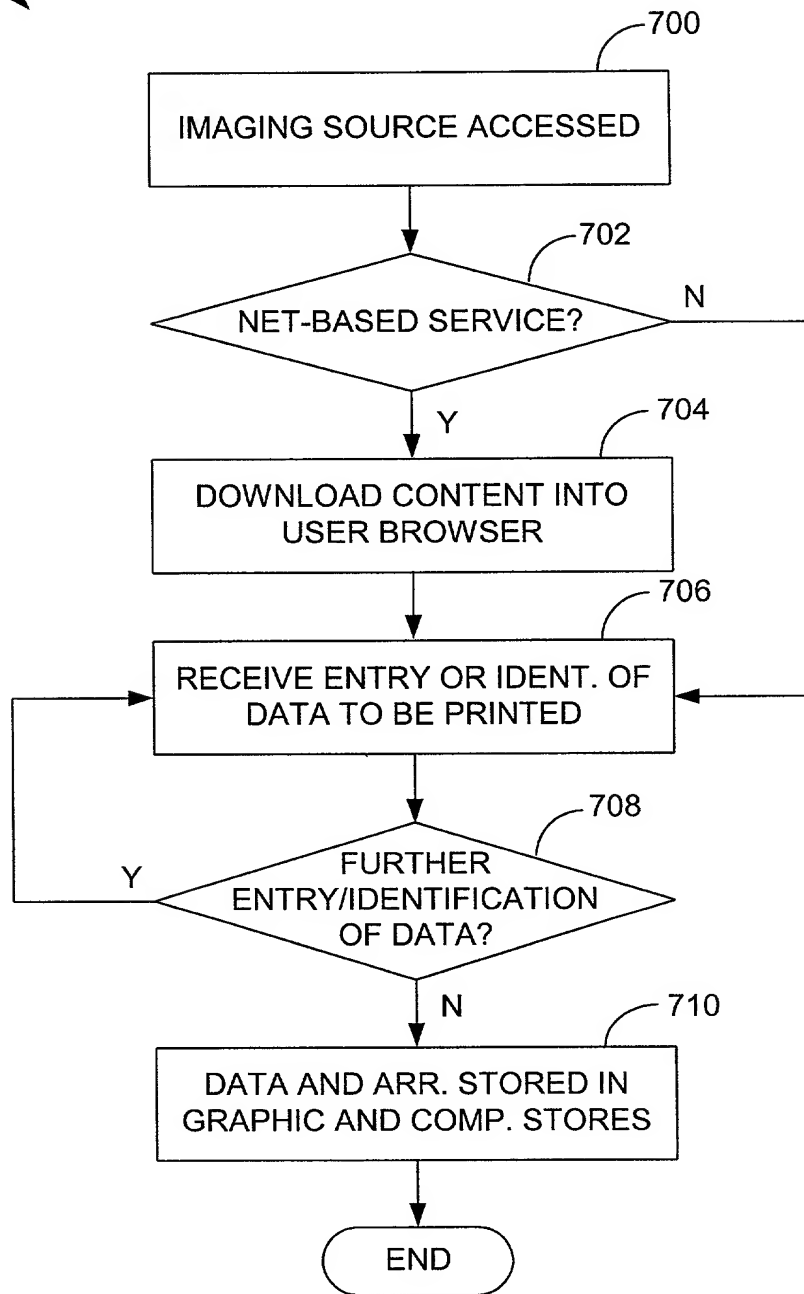 700
IMAGING SOURCE ACCESSED
702
NET-BASED SERVICE?
N
Y
704
DOWNLOAD CONTENT INTO
USER BROWSER
706
RECEIVE ENTRY OR IDENT. OF
DATA TO BE PRINTED
708
Y
FURTHER
ENTRY/IDENTIFICATION
OF DATA?
N
710
DATA AND ARR. STORED IN
GRAPHIC AND COMP. STORES
END